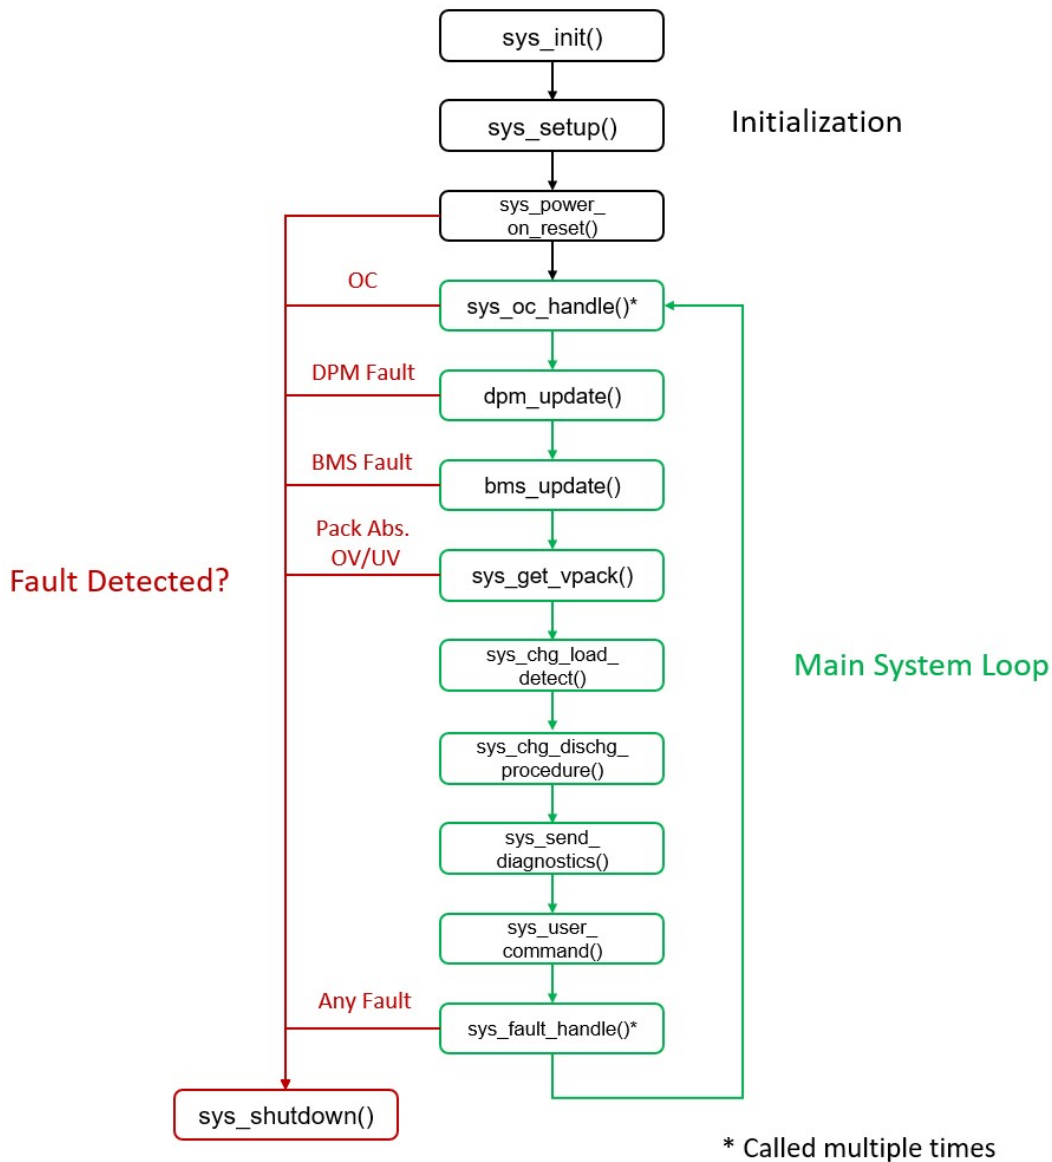 sys_init()
sys_setup()
Initialization
sys_power_
on_reset()
OC
sys_oc_handle()*
DPM Fault
dpm_update()
BMS Fault
bms_update()
Pack Abs.
OV/UV
sys_get_vpack()
Fault Detected?
sys_chg_load_
detect()
Main System Loop
sys_chg_dischg_
procedure()
sys_send_
diagnostics()
sys_user_
command()
Any Fault
sys_fault_handle()*
sys_shutdown()
* Called multiple times